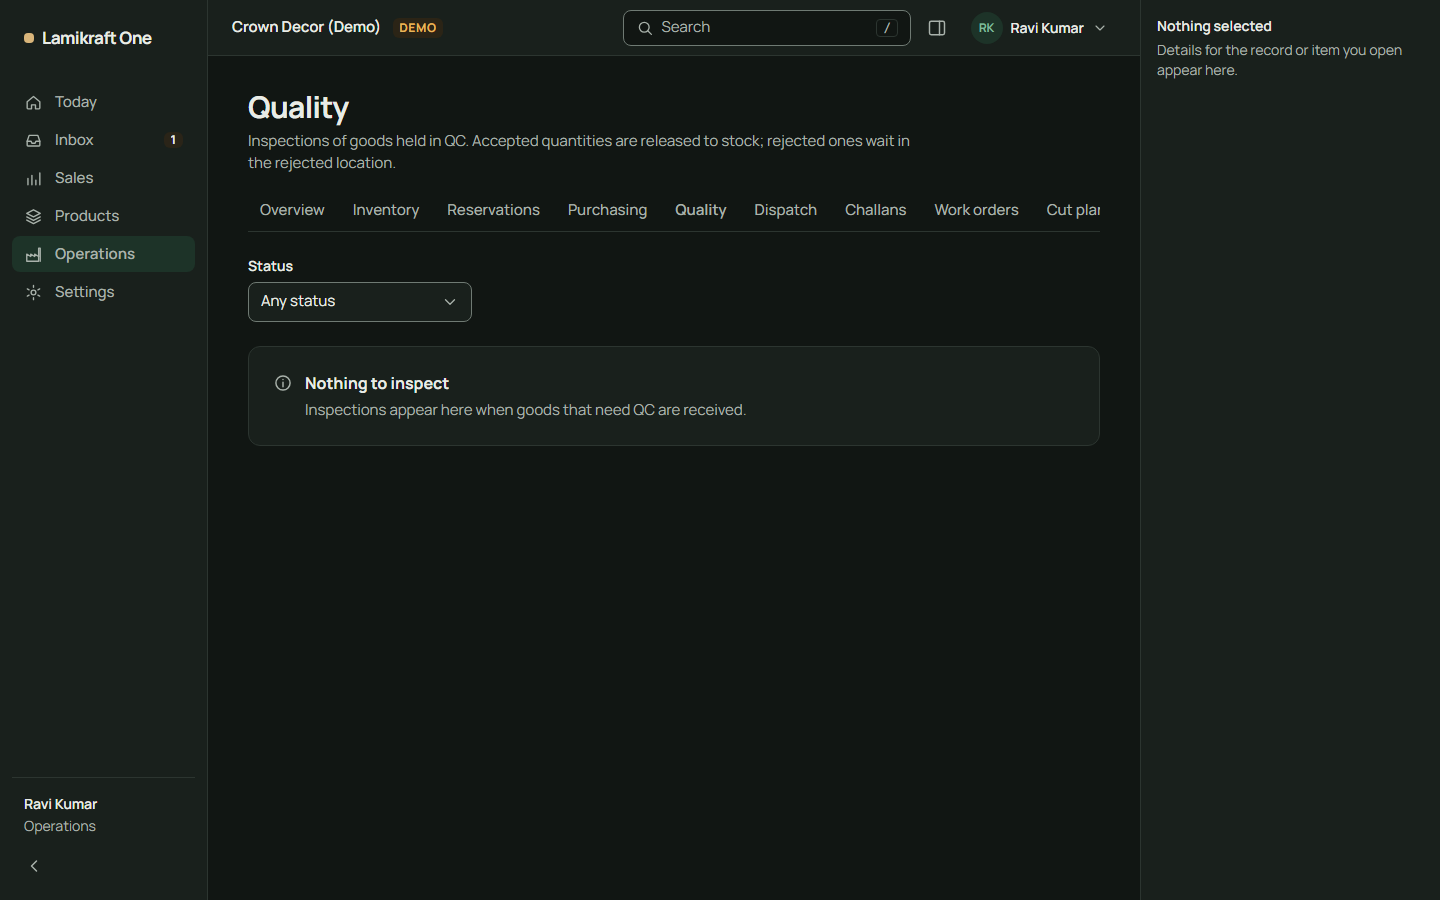 Lamikraft One
Today
Inbox 1
Sales
Products
Operations
Settings
Ravi Kumar
Operations
Crown Decor (Demo) DEMO
Search /
RK Ravi Kumar
Quality
Inspections of goods held in QC. Accepted quantities are released to stock; rejected ones wait in
the rejected location.
Overview Inventory Reservations Purchasing Quality Dispatch Challans Work orders Cut plan
Status
Any status
Nothing to inspect
Inspections appear here when goods that need QC are received.
Nothing selected
Details for the record or item you open
appear here.